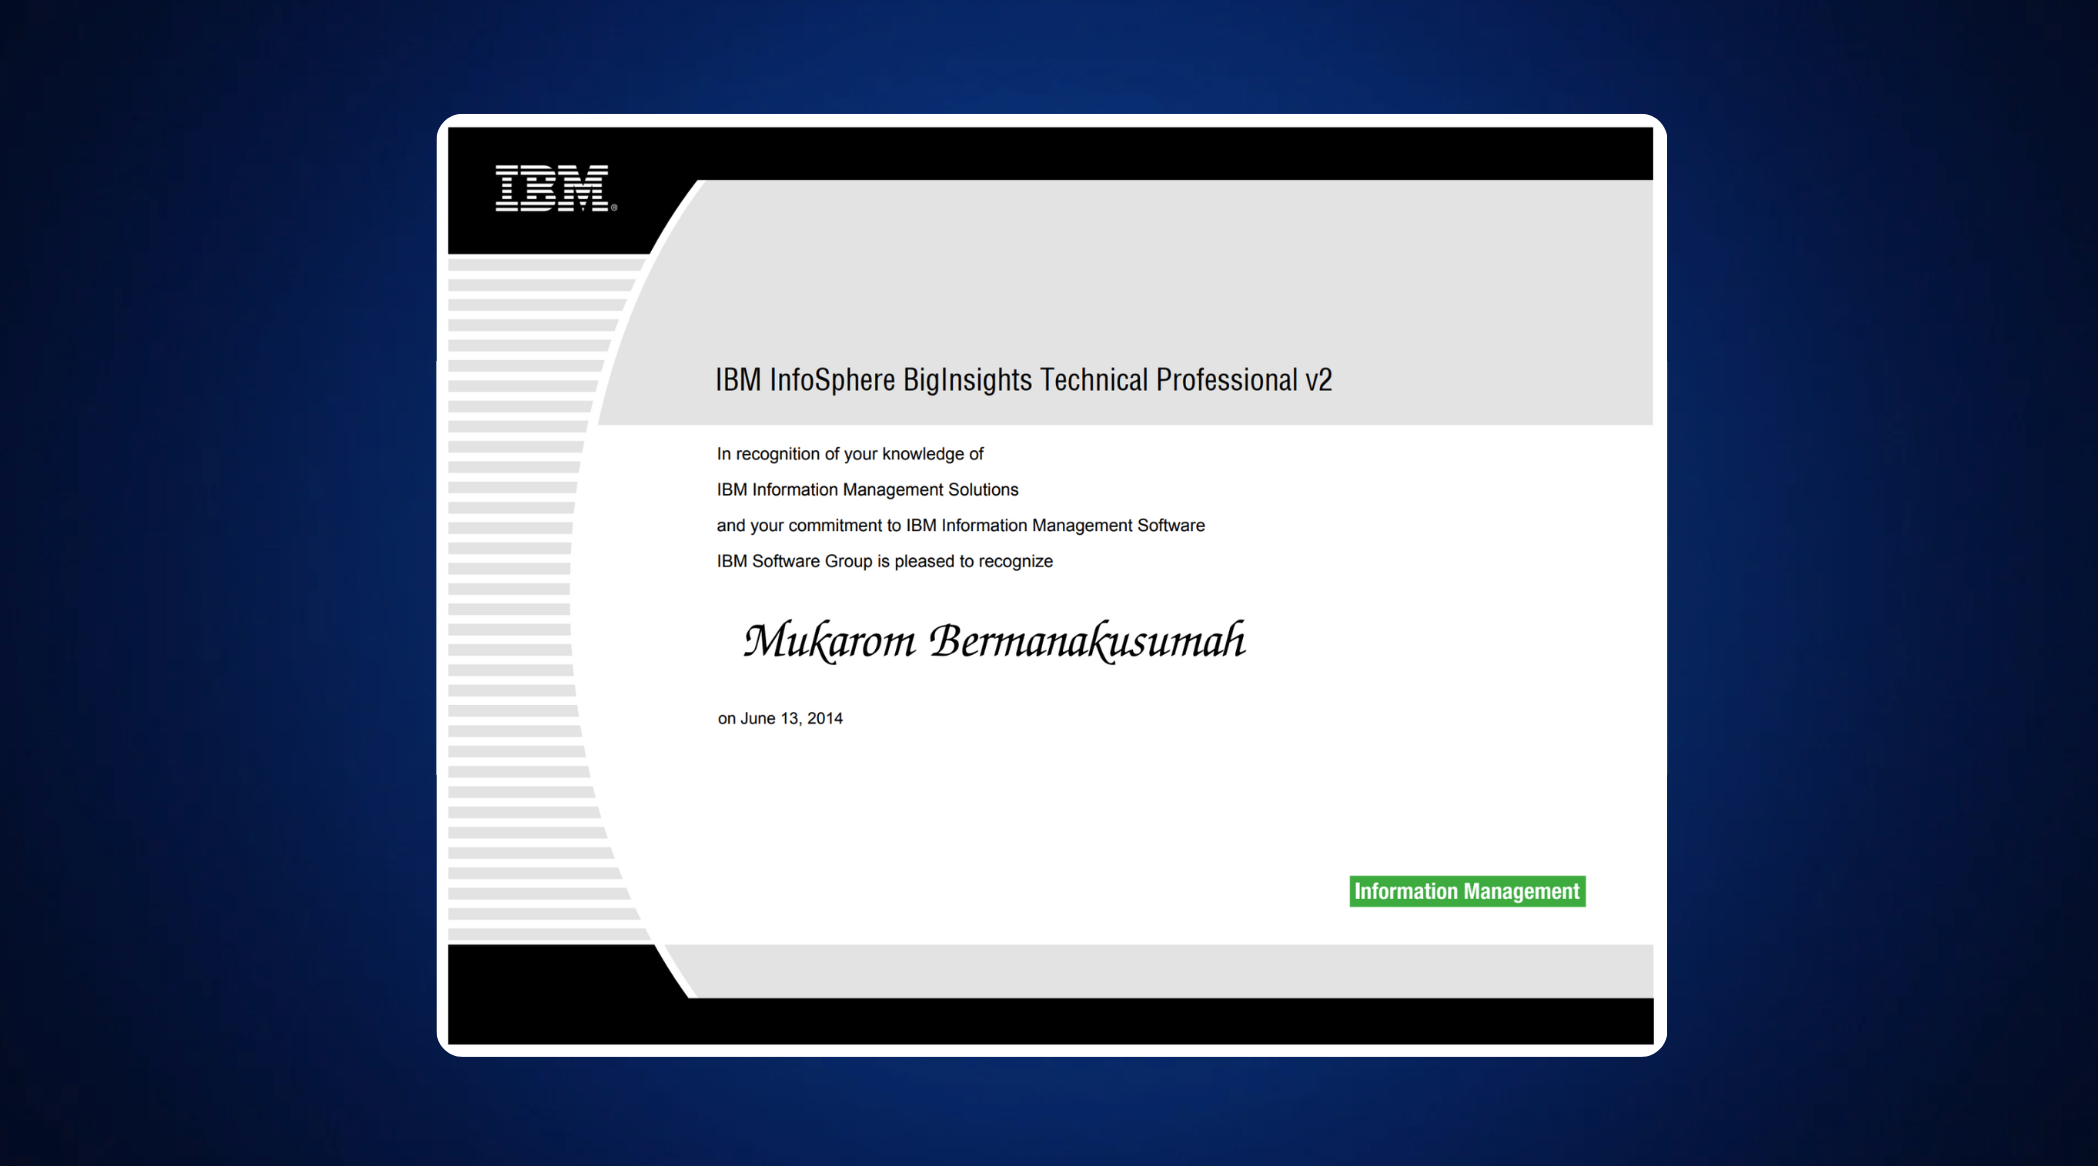 IBM®
IBM InfoSphere BigInsights Technical Professional v2
In recognition of your knowledge of
IBM Information Management Solutions
and your commitment to IBM Information Management Software
IBM Software Group is pleased to recognize
Mukarom Bermanakusumah
on June 13, 2014
Information Management